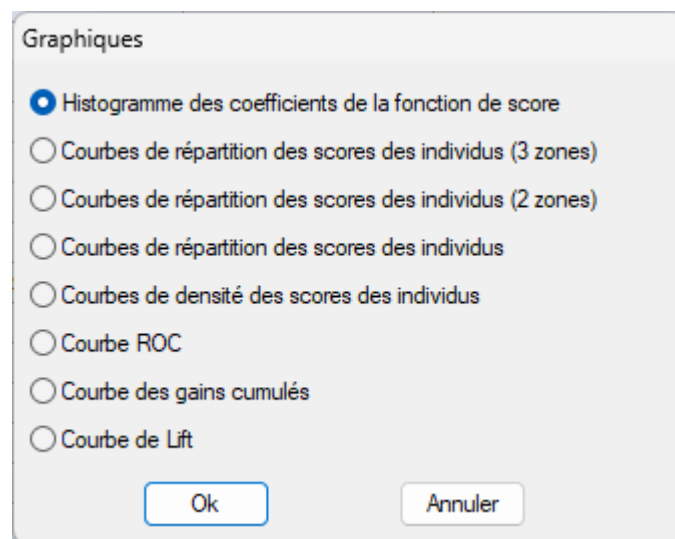 Graphiques
Histogramme des coefficients de la fonction de score
Courbes de répartition des scores des individus (3 zones)
Courbes de répartition des scores des individus (2 zones)
Courbes de répartition des scores des individus
Courbes de densité des scores des individus
Courbe ROC
Courbe des gains cumulés
Courbe de Lift
Ok Annuler